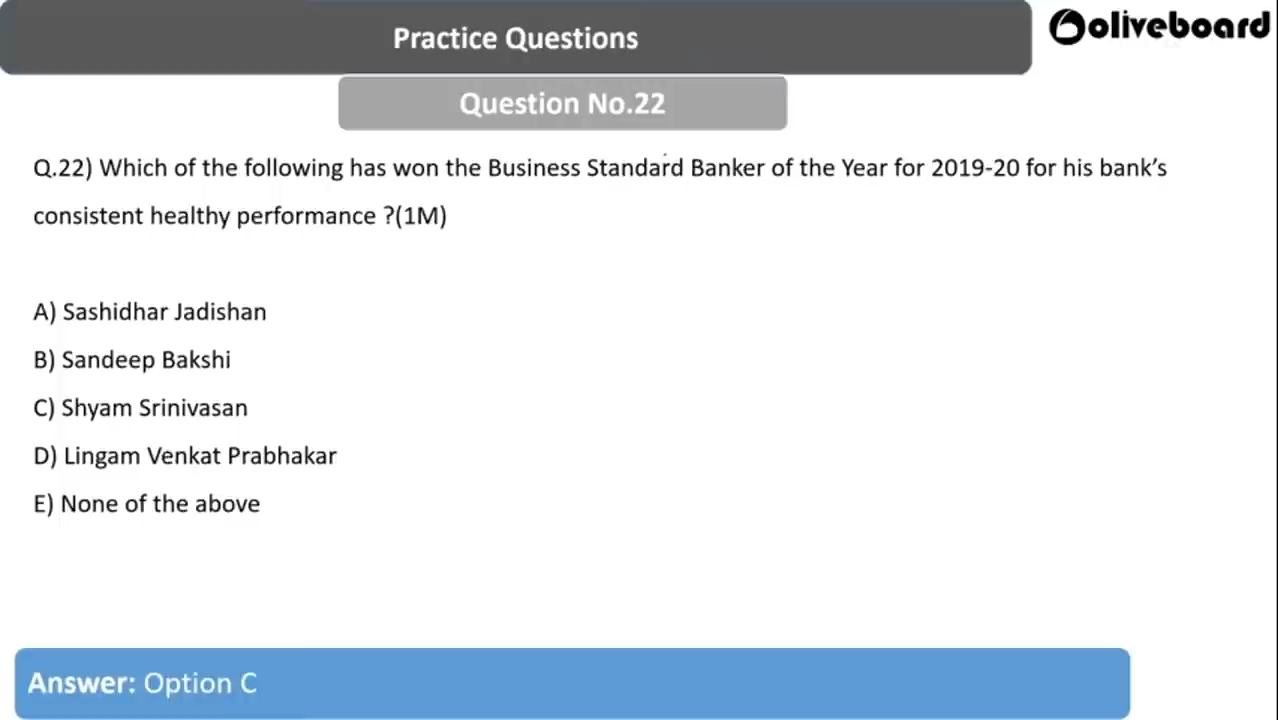 Practice Questions
oliveboard
Question No.22
Q.22) Which of the following has won the Business Standard Banker of the Year for 2019-20 for his bank’s
consistent healthy performance ?(1M)
A) Sashidhar Jadishan
B) Sandeep Bakshi
C) Shyam Srinivasan
D) Lingam Venkat Prabhakar
E) None of the above
Answer: Option C